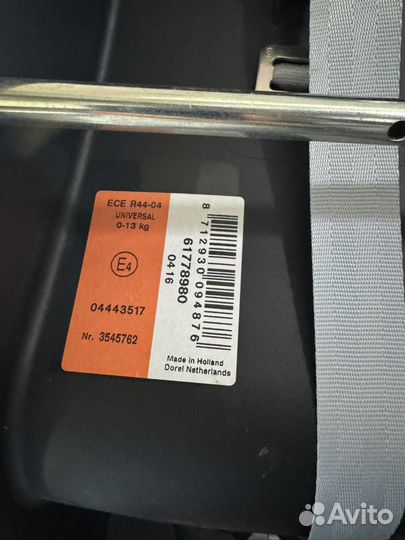 ECE R44-04
UNIVERSAL
0-13 kg
E4
04443517
Nr. 3545762
8 712930 094876
61778980
0416
Made in Holland
Dorel Netherlands
Avito